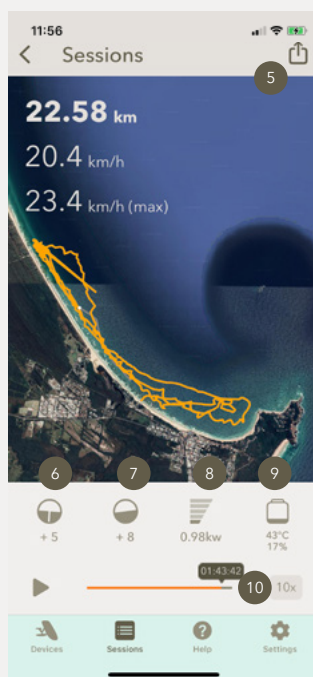 11:56
Sessions
5
22.58 km
20.4 km/h
23.4 km/h (max)
6 7 8 9
+ 5 + 8 0.98kw 43°C
17%
01:43:42
10 10x
Devices Sessions Help Settings